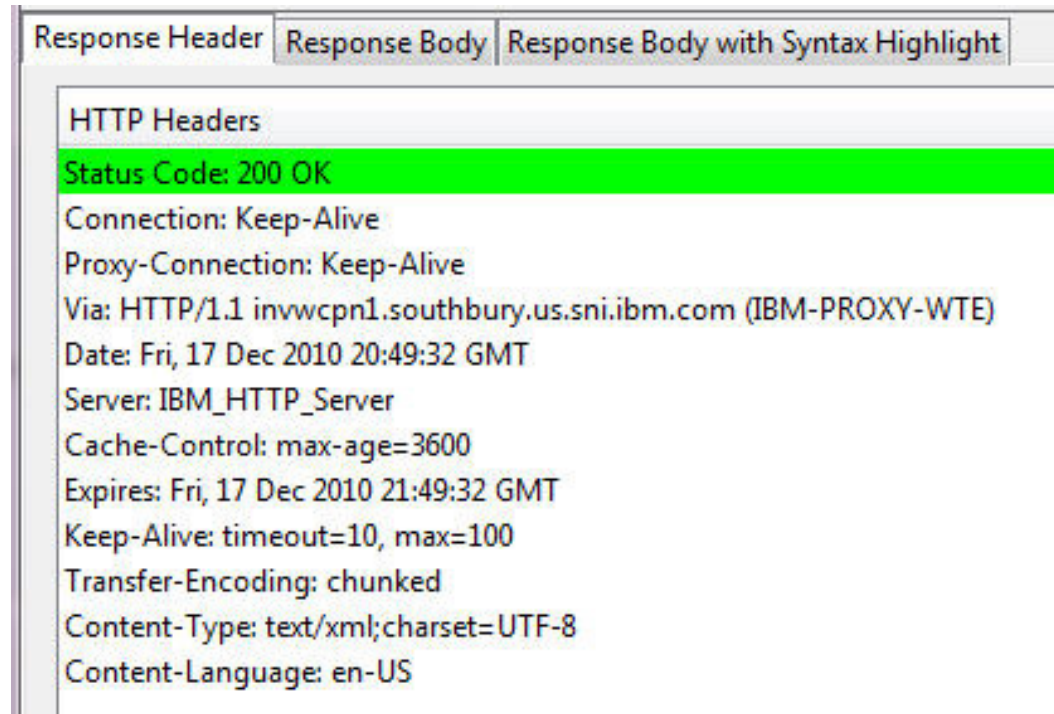 Response Header Response Body Response Body with Syntax Highlight
HTTP Headers
Status Code: 200 OK
Connection: Keep-Alive
Proxy-Connection: Keep-Alive
Via: HTTP/1.1 invwcpn1.southbury.us.sni.ibm.com (IBM-PROXY-WTE)
Date: Fri, 17 Dec 2010 20:49:32 GMT
Server: IBM_HTTP_Server
Cache-Control: max-age=3600
Expires: Fri, 17 Dec 2010 21:49:32 GMT
Keep-Alive: timeout=10, max=100
Transfer-Encoding: chunked
Content-Type: text/xml;charset=UTF-8
Content-Language: en-US